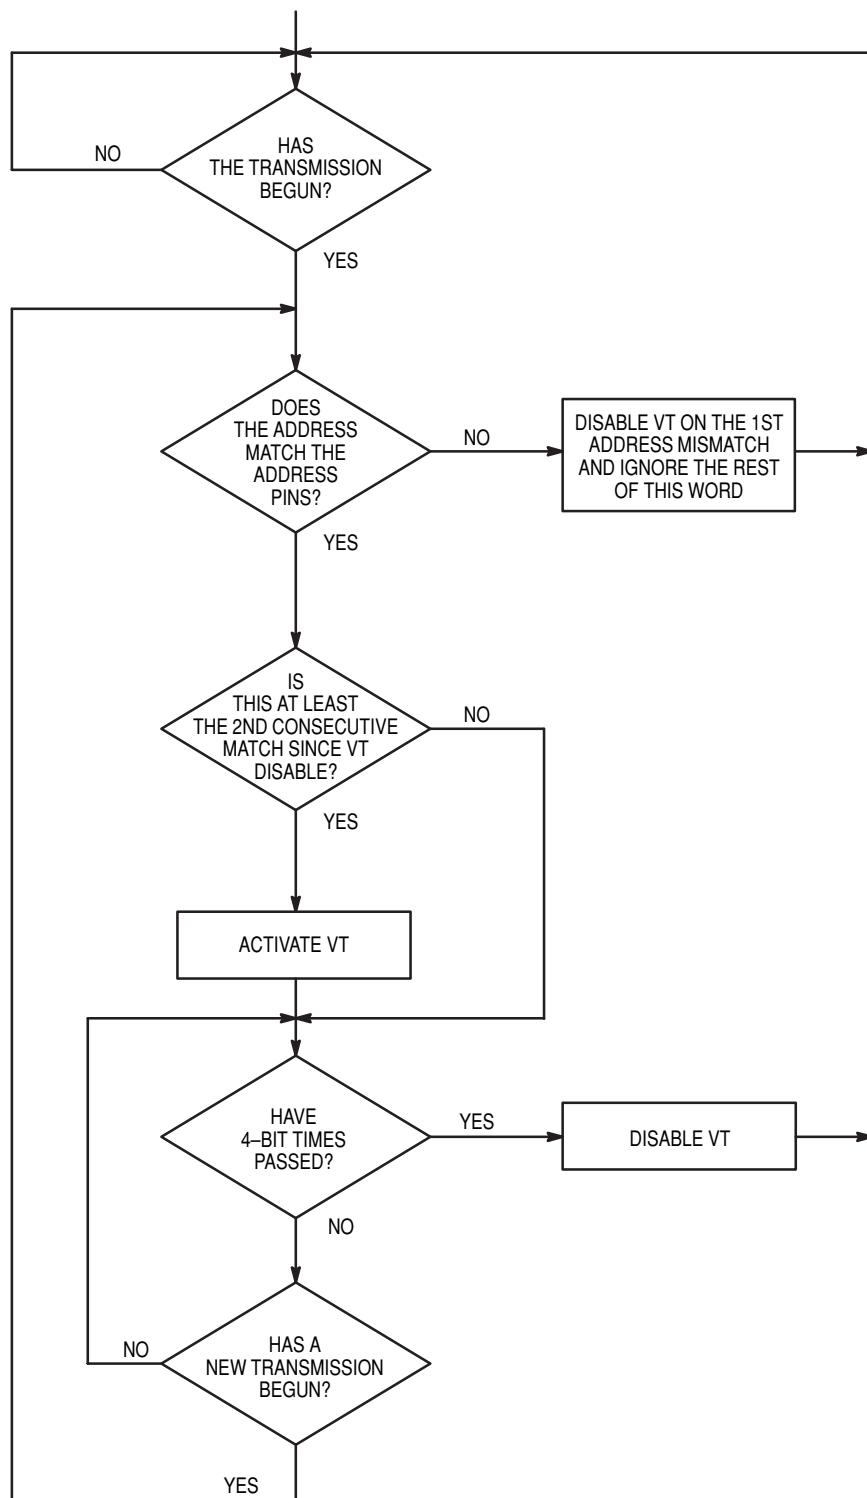 HAS
THE TRANSMISSION
BEGUN?
NO
YES
DOES
THE ADDRESS
MATCH THE
ADDRESS
PINS?
NO
DISABLE VT ON THE 1ST
ADDRESS MISMATCH
AND IGNORE THE REST
OF THIS WORD
YES
IS
THIS AT LEAST
THE 2ND CONSECUTIVE
MATCH SINCE VT
DISABLE?
NO
YES
ACTIVATE VT
HAVE
4–BIT TIMES
PASSED?
YES
DISABLE VT
NO
HAS A
NEW TRANSMISSION
BEGUN?
NO
YES